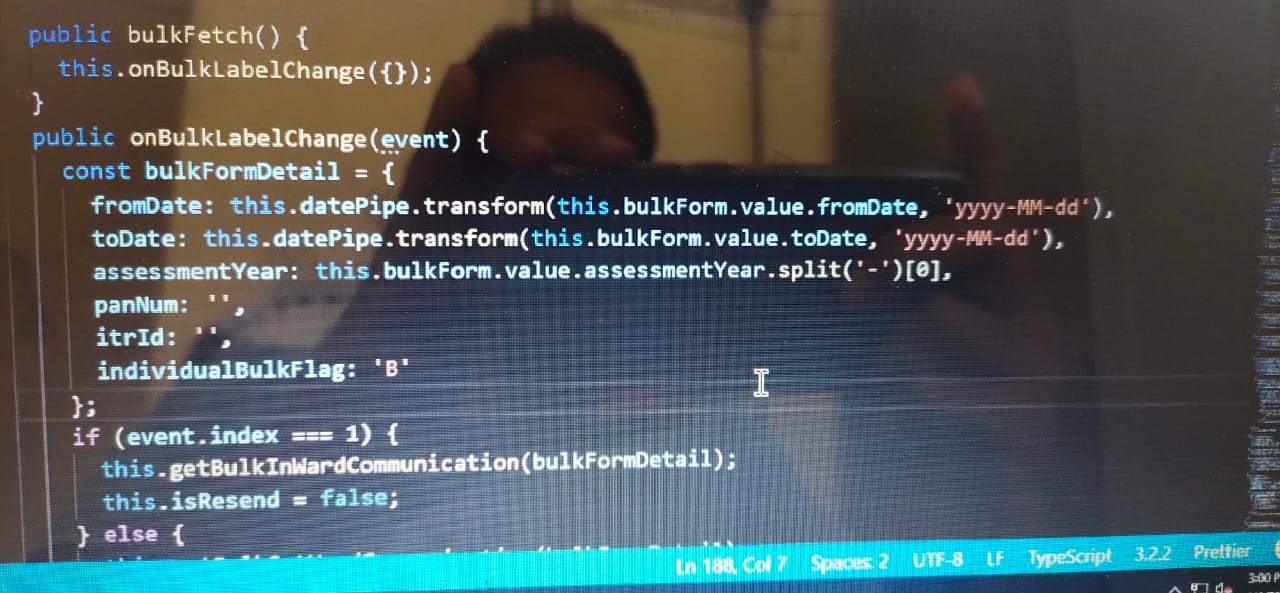 public bulkFetch() {
this.onBulkLabelChange({});
}
public onBulkLabelChange(event) {
const bulkFormDetail = {
fromDate: this.datePipe.transform(this.bulkForm.value.fromDate, 'yyyy-MM-dd'),
toDate: this.datePipe.transform(this.bulkForm.value.toDate, 'yyyy-MM-dd'),
assessmentYear: this.bulkForm.value.assessmentYear.split('-')[0],
panNum: '',
itrId: '',
individualBulkFlag: 'B'
};
if (event.index === 1) {
this.getBulkInWardCommunication(bulkFormDetail);
this.isResend = false;
} else {
Ln 188, Col 7 Spaces: 2 UTF-8 LF TypeScript 3.2.2 Prettier
3:00 P